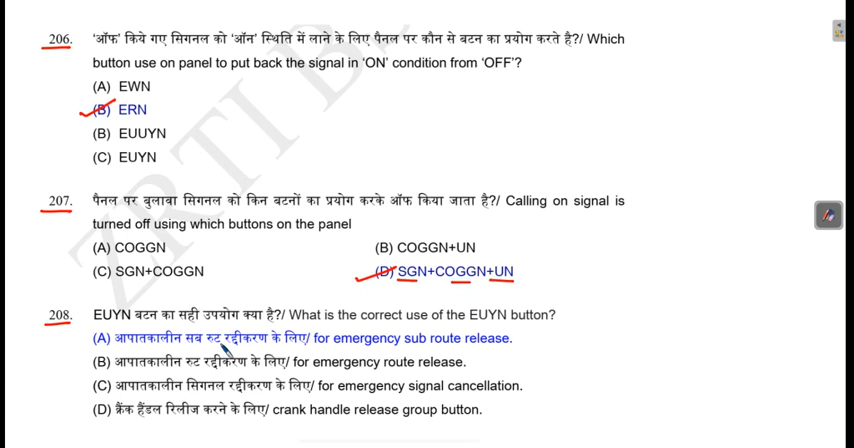 206. 'ऑफ' किये गए सिगनल को 'ऑन' स्थिति में लाने के लिए पैनल पर कौन से बटन का प्रयोग करते है?/ Which
button use on panel to put back the signal in 'ON' condition from 'OFF'?
(A) EWN
(B) ERN
(B) EUUYN
(C) EUYN
207. पैनल पर बुलावा सिगनल को किन बटनों का प्रयोग करके ऑफ किया जाता है?/ Calling on signal is
turned off using which buttons on the panel
(A) COGGN (B) COGGN+UN
(C) SGN+COGGN (D) SGN+COGGN+UN
208. EUYN बटन का सही उपयोग क्या है?/ What is the correct use of the EUYN button?
(A) आपातकालीन सब रुट रद्दीकरण के लिए/ for emergency sub route release.
(B) आपातकालीन रुट रद्दीकरण के लिए/ for emergency route release.
(C) आपातकालीन सिगनल रद्दीकरण के लिए/ for emergency signal cancellation.
(D) क्रैंक हैंडल रिलीज करने के लिए/ crank handle release group button.
ZRTI